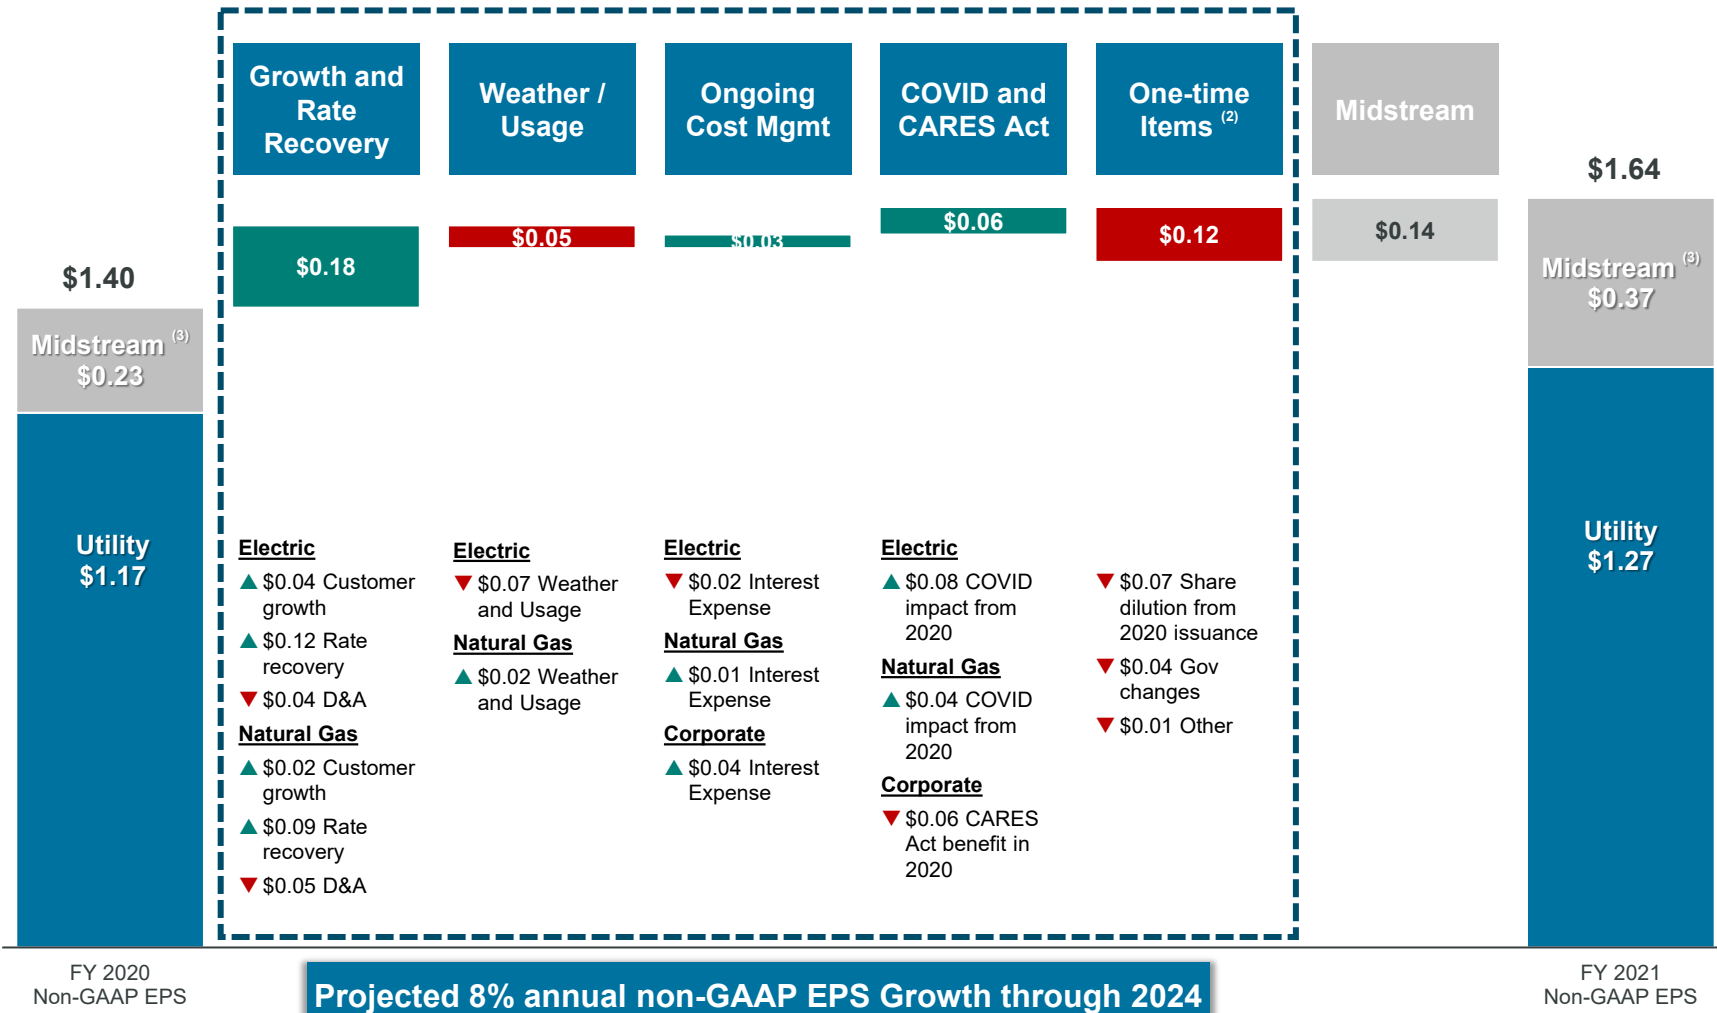 Growth and
Rate
Recovery
Weather /
Usage
Ongoing
Cost Mgmt
COVID and
CARES Act
One-time
Items (2)
Midstream
$1.40
$0.18
$0.05
$0.03
$0.06
$0.12
$0.14
$1.64
Midstream (3)
$0.23
Utility
$1.17
Midstream (3)
$0.37
Utility
$1.27
Electric
▲ $0.04 Customer
growth
▲ $0.12 Rate
recovery
▼ $0.04 D&A
Natural Gas
▲ $0.02 Customer
growth
▲ $0.09 Rate
recovery
▼ $0.05 D&A
Electric
▼ $0.07 Weather
and Usage
Natural Gas
▲ $0.02 Weather
and Usage
Electric
▼ $0.02 Interest
Expense
Natural Gas
▲ $0.01 Interest
Expense
Corporate
▲ $0.04 Interest
Expense
Electric
▲ $0.08 COVID
impact from
2020
Natural Gas
▲ $0.04 COVID
impact from
2020
Corporate
▼ $0.06 CARES
Act benefit in
2020
▼ $0.07 Share
dilution from
2020 issuance
▼ $0.04 Gov
changes
▼ $0.01 Other
FY 2020
Non-GAAP EPS
Projected 8% annual non-GAAP EPS Growth through 2024
FY 2021
Non-GAAP EPS